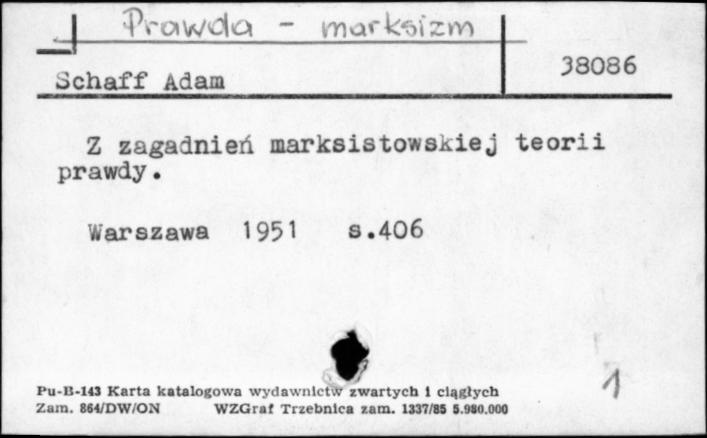 Prawda - marksizm
38086
Schaff Adam
Z zagadnień marksistowskiej teorii
prawdy.
Warszawa 1951 s.406
Pu-B-143 Karta katalogowa wydawnictw zwartych i ciągłych
Zam. 864/DW/ON WZGraf Trzebnica zam. 1337/85 5.980.000
1